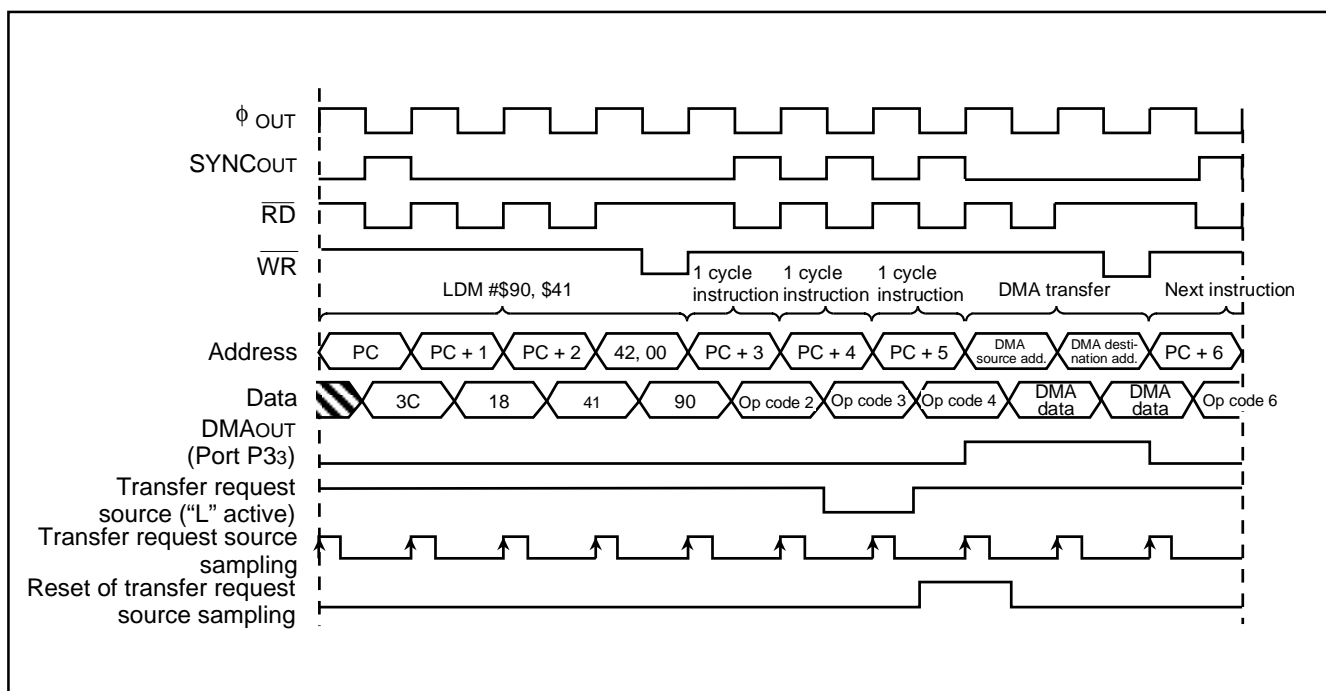 φ OUT
SYNCOUT
RD
WR
1 cycle instruction
1 cycle instruction
1 cycle instruction
LDM #$90, $41
DMA transfer
Next instruction
Address
PC
PC + 1
PC + 2
42, 00
PC + 3
PC + 4
PC + 5
DMA source add.
DMA desti-nation add.
PC + 6
Data
3C
18
41
90
Op code 2
Op code 3
Op code 4
DMA data
DMA data
Op code 6
DMAOUT
(Port P33)
Transfer request
source (“L” active)
Transfer request source
sampling
Reset of transfer request
source sampling